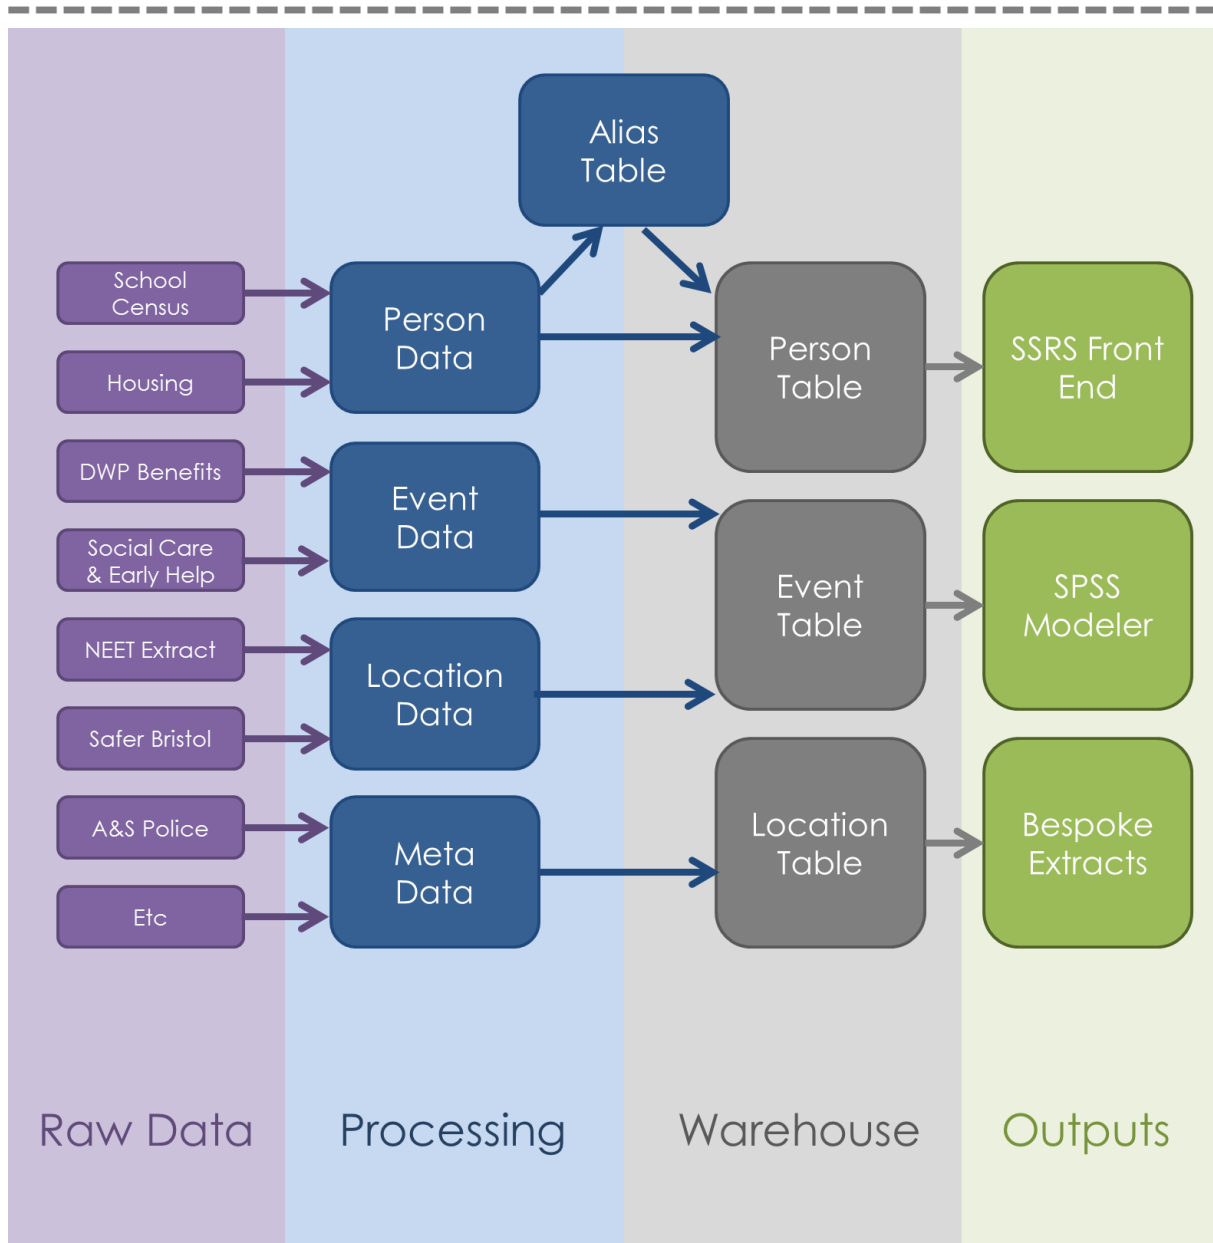 Alias
Table
School
Census
Housing
DWP Benefits
Social Care
& Early Help
NEET Extract
Safer Bristol
A&S Police
Etc
Person
Data
Event
Data
Location
Data
Meta
Data
Person
Table
Event
Table
Location
Table
SSRS Front
End
SPSS
Modeler
Bespoke
Extracts
Raw Data
Processing
Warehouse
Outputs